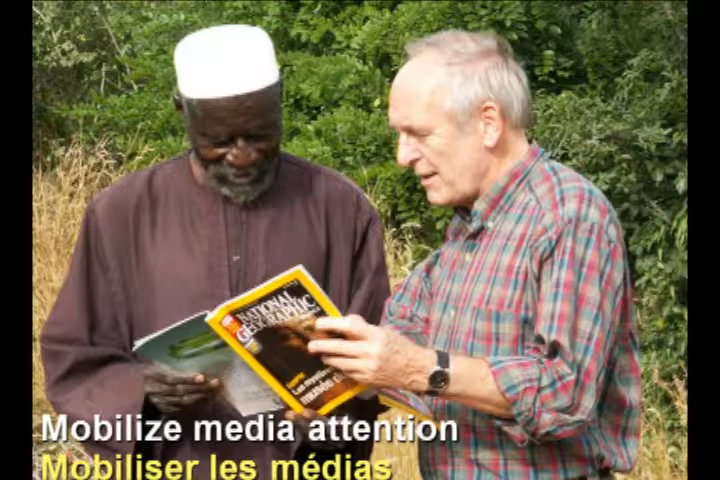 NATIONAL
GEOGRAPHIC
Mobilize media attention
Mobiliser les médias